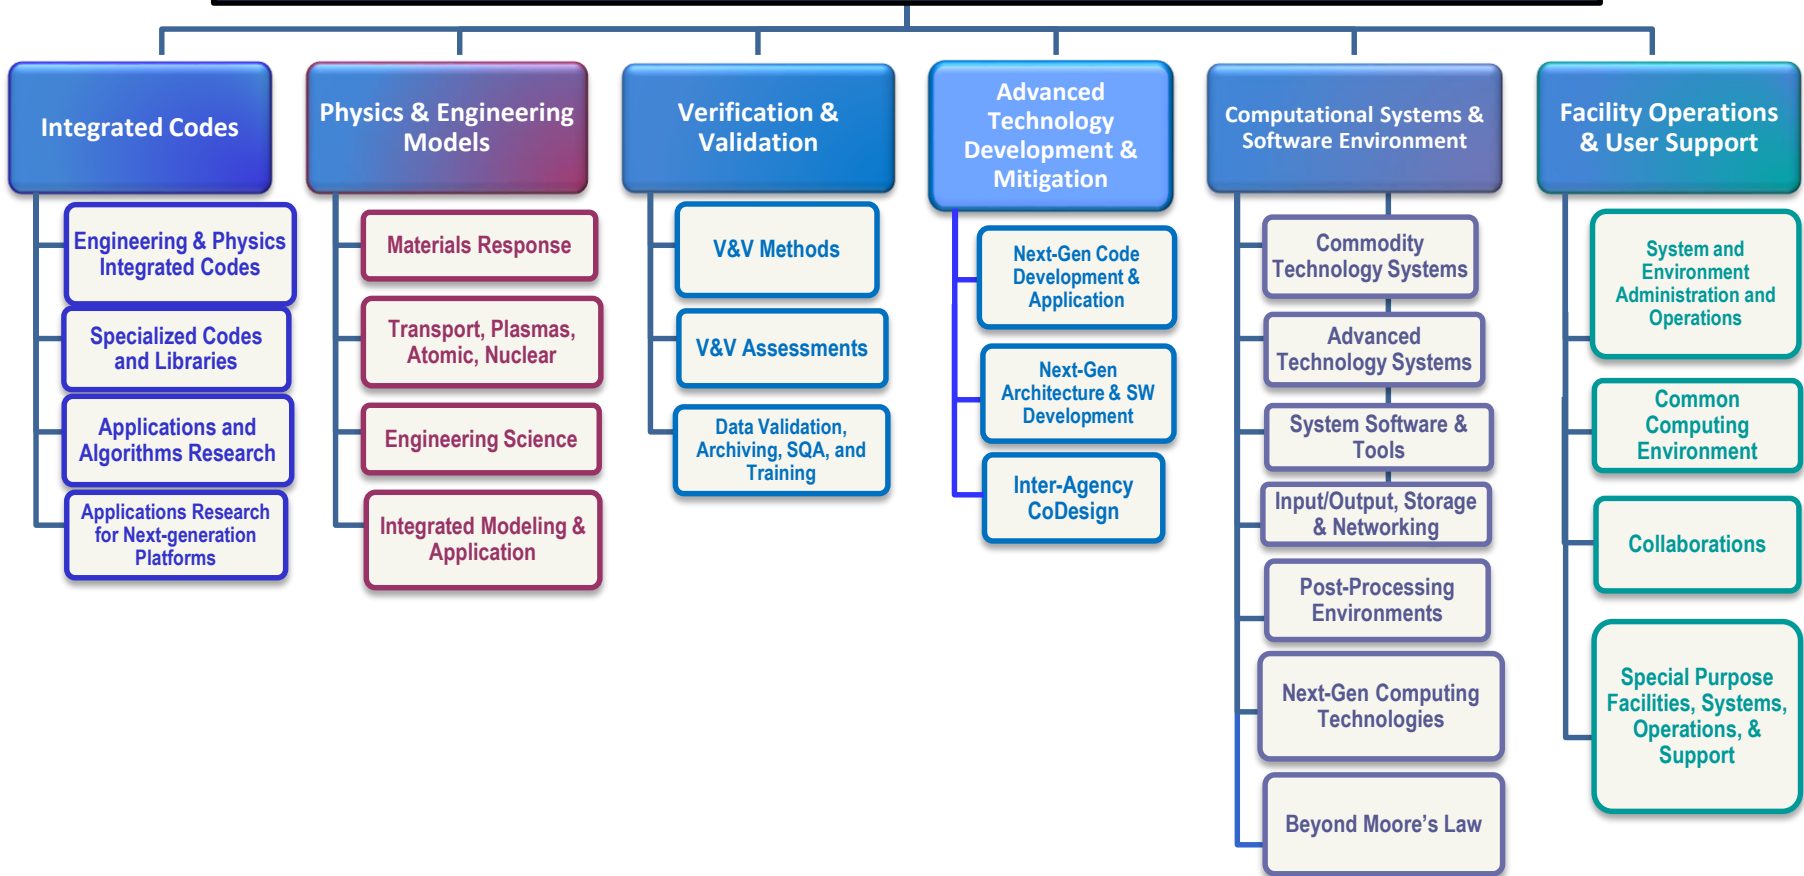 Integrated Codes
Engineering & Physics
Integrated Codes
Specialized Codes
and Libraries
Applications and
Algorithms Research
Applications Research
for Next-generation
Platforms
Physics & Engineering
Models
Materials Response
Transport, Plasmas,
Atomic, Nuclear
Engineering Science
Integrated Modeling &
Application
Verification &
Validation
V&V Methods
V&V Assessments
Data Validation,
Archiving, SQA, and
Training
Advanced
Technology
Development &
Mitigation
Next-Gen Code
Development &
Application
Next-Gen
Architecture & SW
Development
Inter-Agency
CoDesign
Computational Systems &
Software Environment
Commodity
Technology Systems
Advanced
Technology Systems
System Software &
Tools
Input/Output, Storage
& Networking
Post-Processing
Environments
Next-Gen Computing
Technologies
Beyond Moore’s Law
Facility Operations
& User Support
System and
Environment
Administration and
Operations
Common
Computing
Environment
Collaborations
Special Purpose
Facilities, Systems,
Operations, &
Support